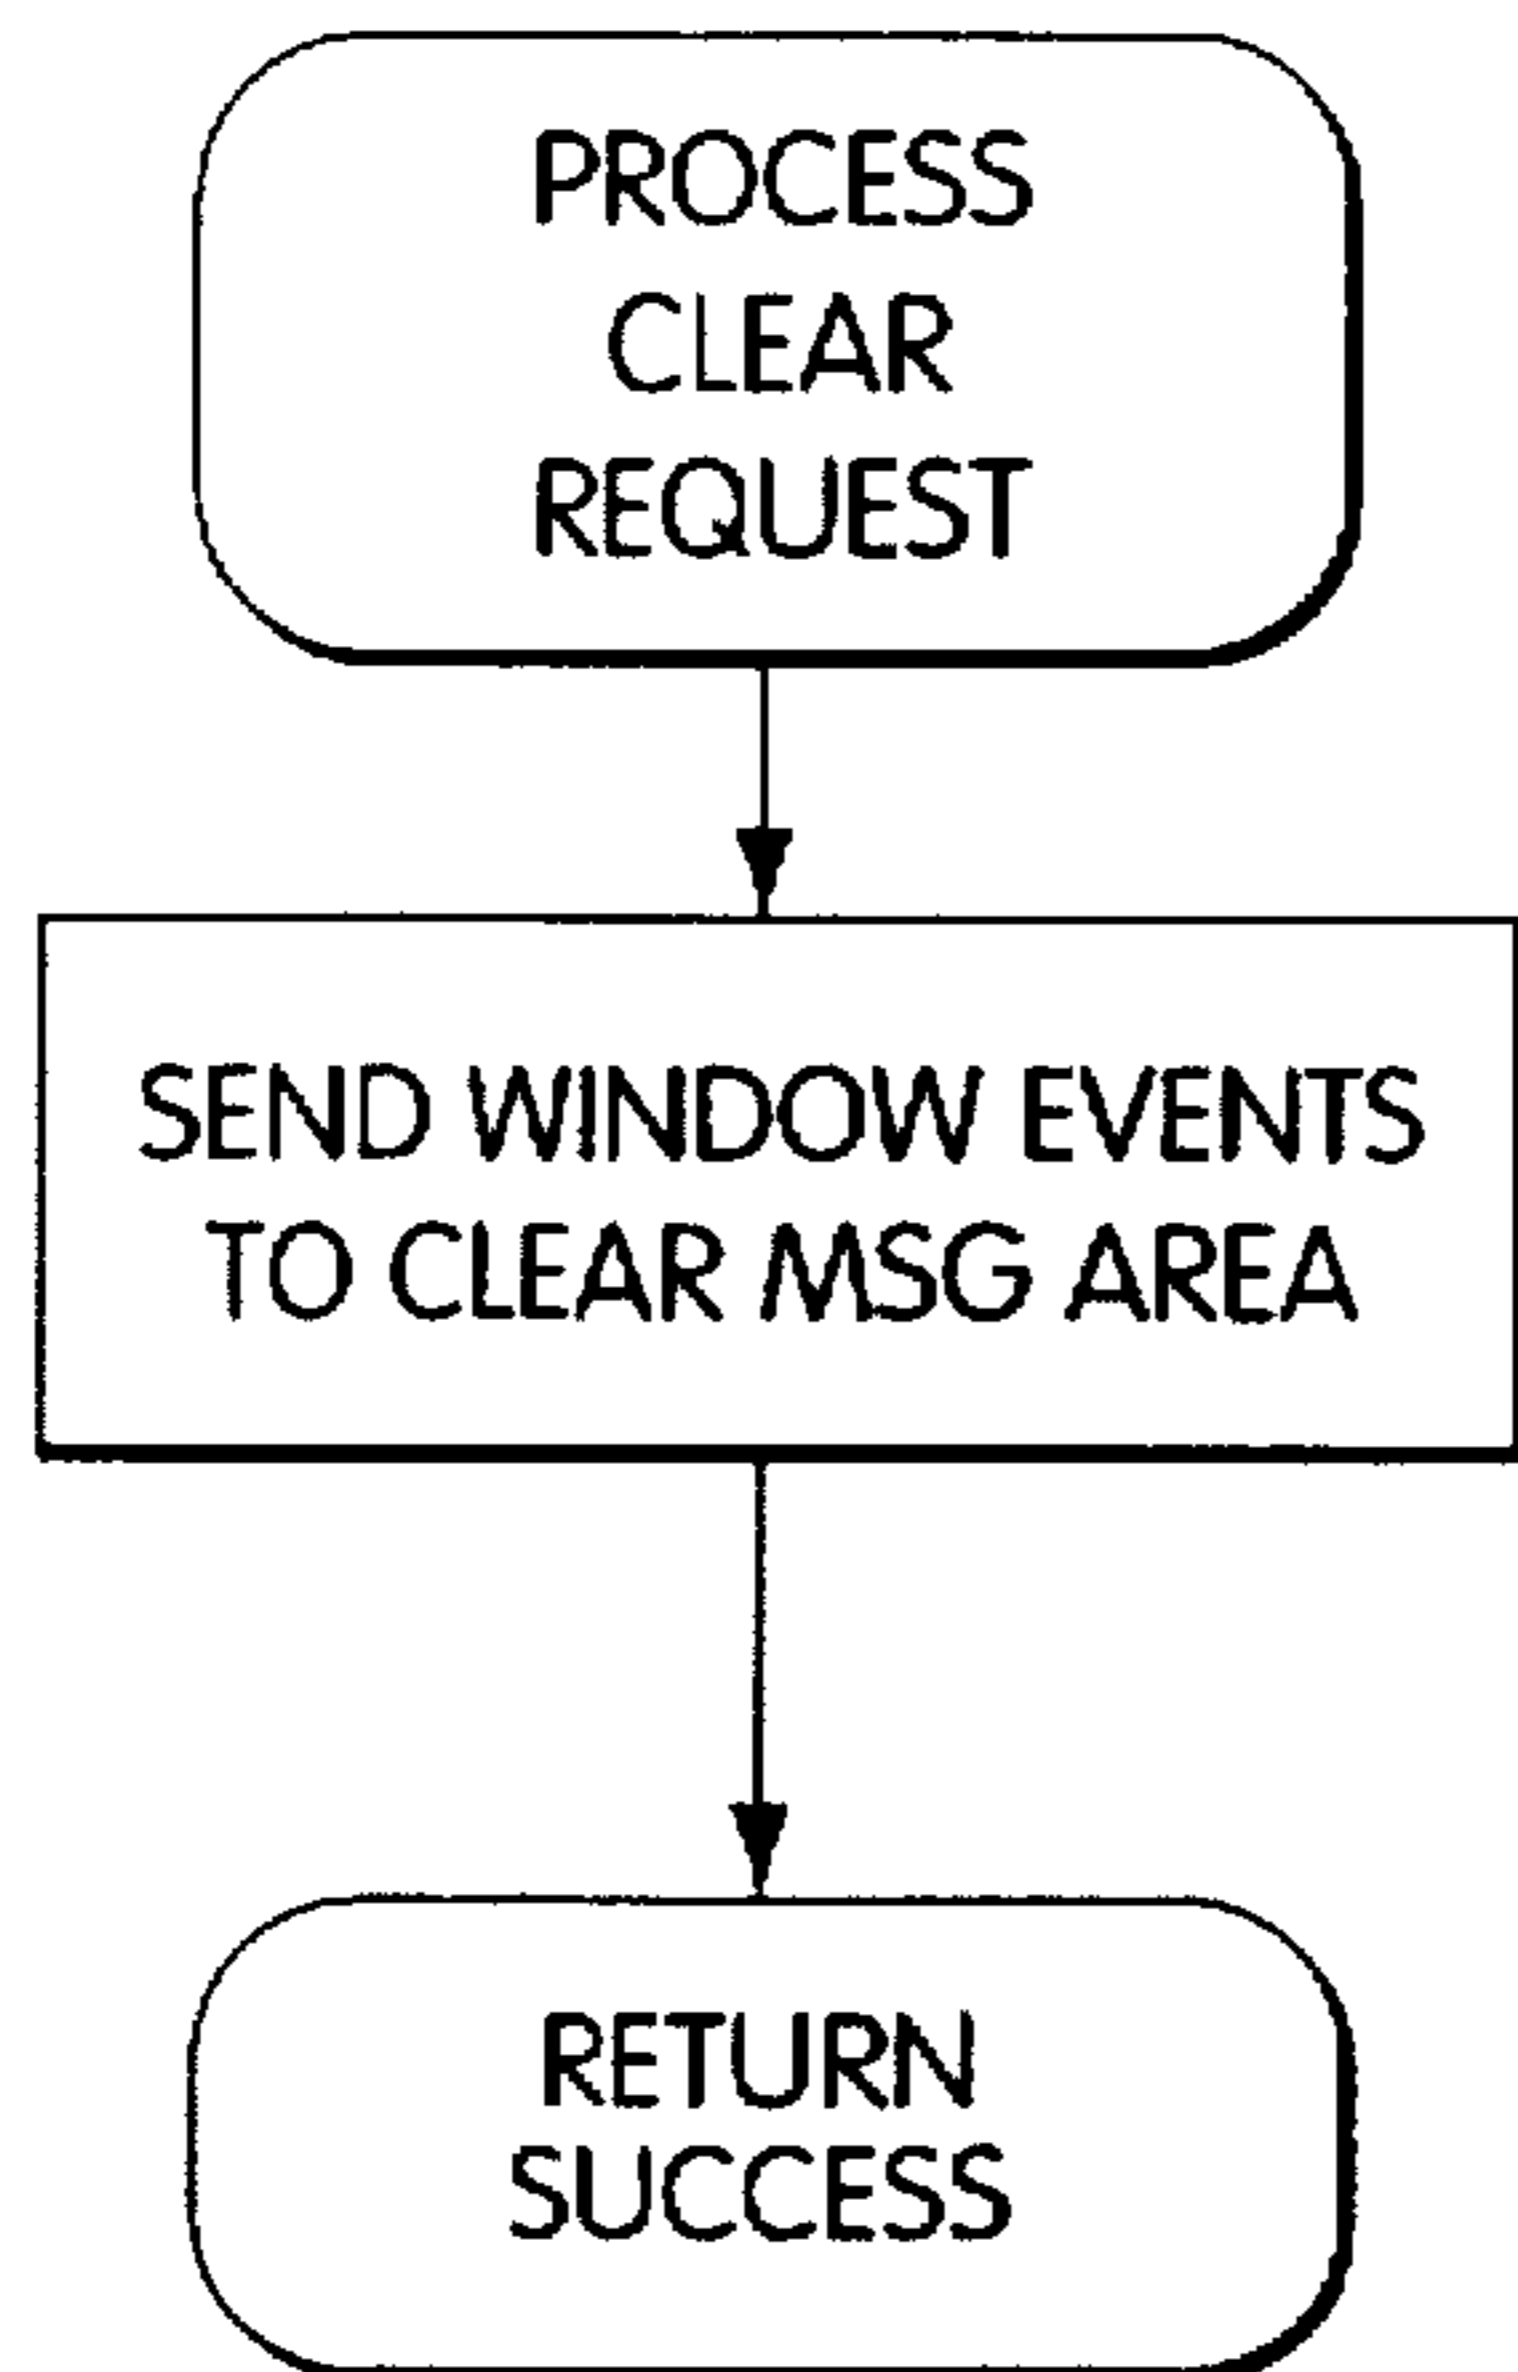 PROCESS
CLEAR
REQUEST
SEND WINDOW EVENTS
TO CLEAR MSG AREA
RETURN
SUCCESS